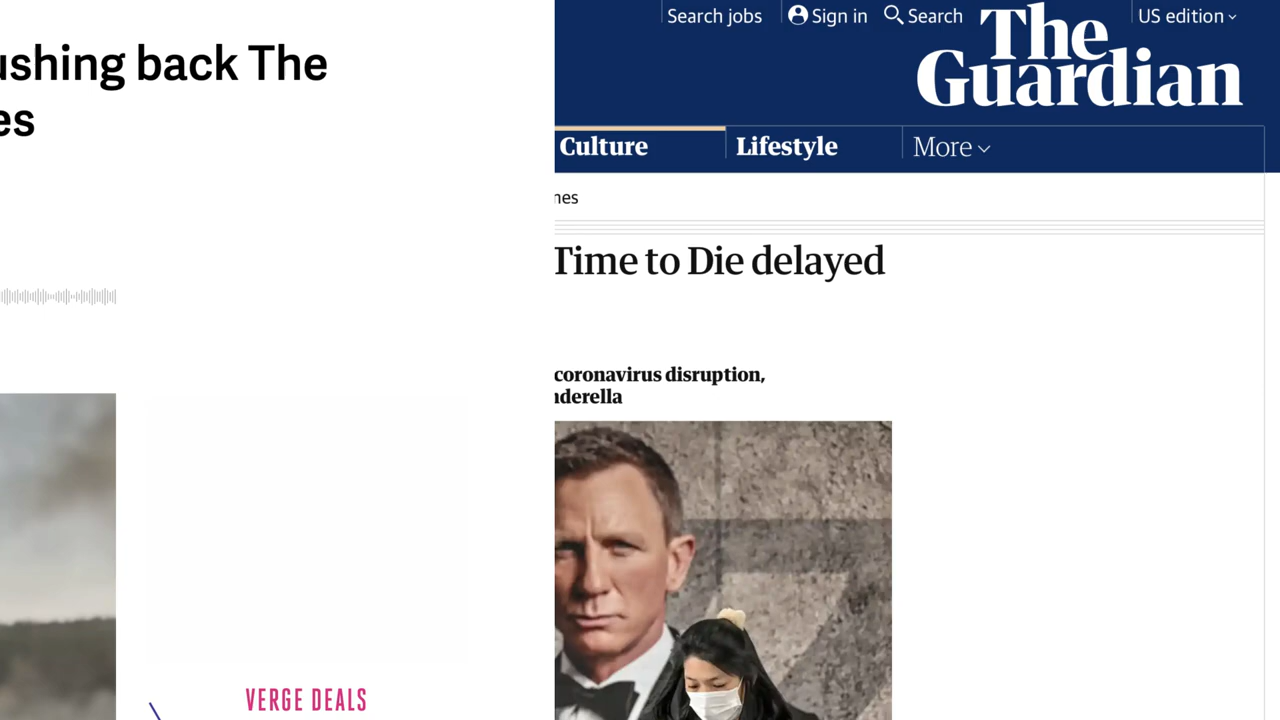 ushing back The
es
VERGE DEALS
Search jobs
Sign in
Search
US edition
The
Guardian
Culture
Lifestyle
More
nes
Time to Die delayed
coronavirus disruption,
nderella